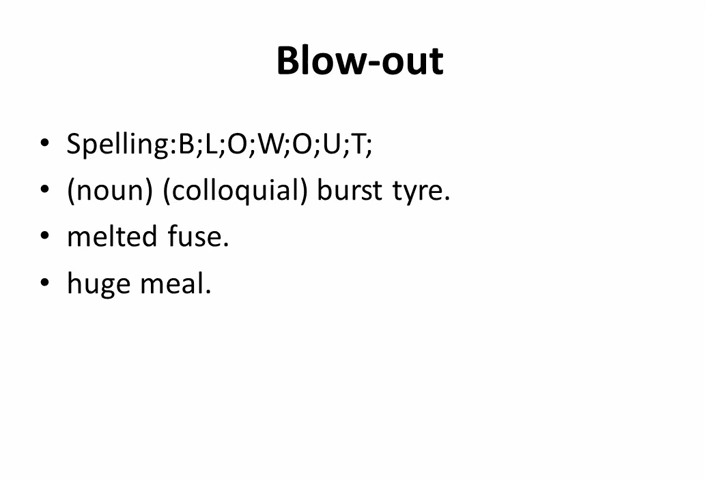 Blow-out
• Spelling:B;L;O;W;O;U;T;
• (noun) (colloquial) burst tyre.
• melted fuse.
• huge meal.